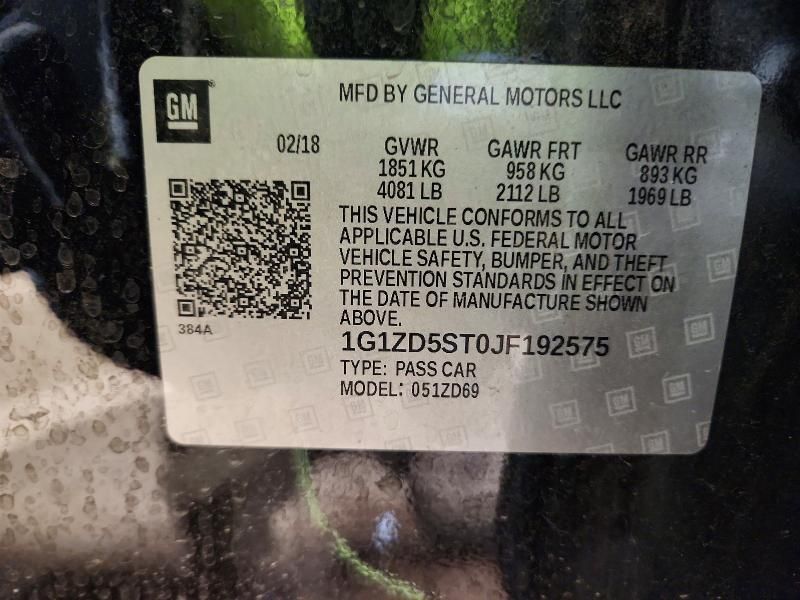 GM
MFD BY GENERAL MOTORS LLC
02/18 GVWR GAWR FRT GAWR RR
1851 KG 958 KG 893 KG
4081 LB 2112 LB 1969 LB
THIS VEHICLE CONFORMS TO ALL
APPLICABLE U.S. FEDERAL MOTOR
VEHICLE SAFETY, BUMPER, AND THEFT
PREVENTION STANDARDS IN EFFECT ON
THE DATE OF MANUFACTURE SHOWN
ABOVE.
384A
1G1ZD5ST0JF192575
TYPE: PASS CAR
MODEL: 051ZD69